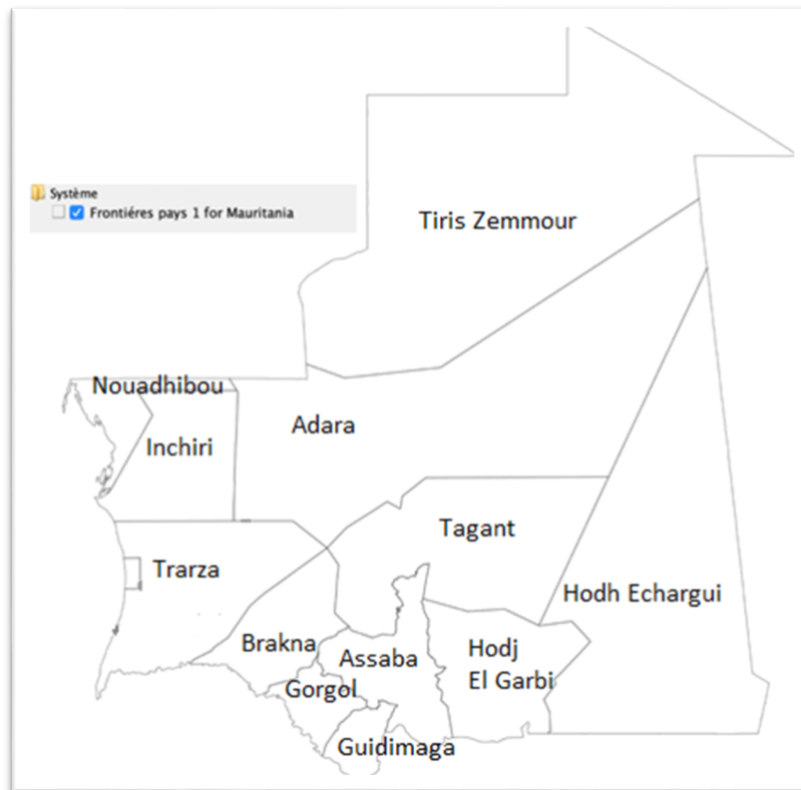 Système
Frontiéres pays 1 for Mauritania
Tiris Zemmour
Nouadhibou
Adara
Inchiri
Tagant
Trarza
Hodh Echargui
Brakna
Assaba
Hodj
El Garbi
Gorgol
Guidimaga